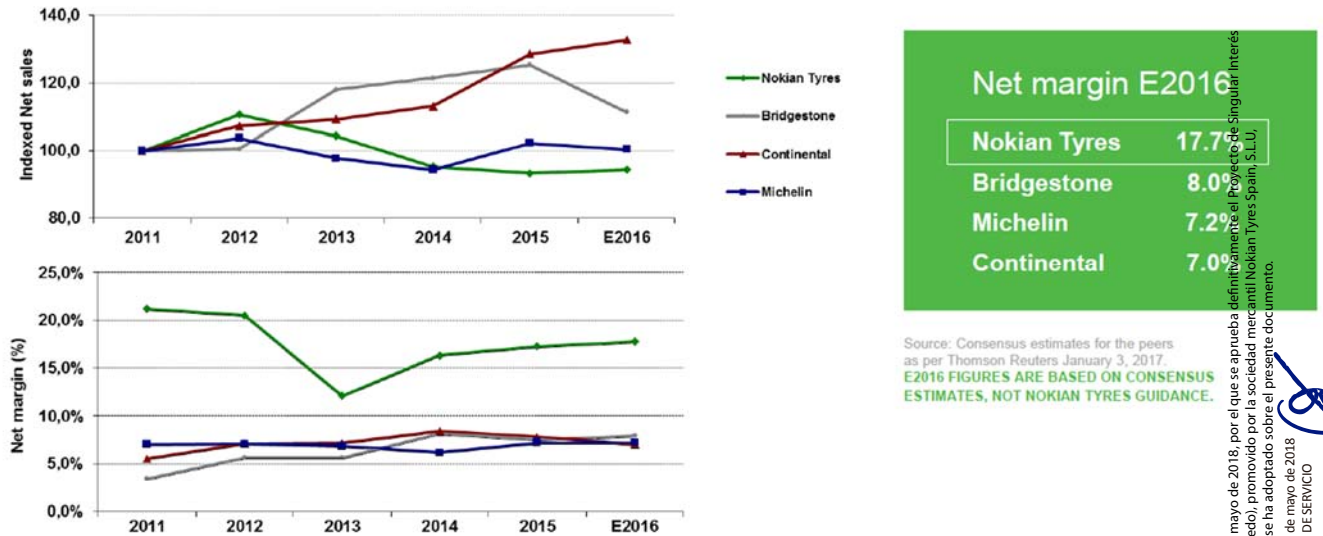 Indexed Net sales
140,0
120,0
100,0
80,0
2011 2012 2013 2014 2015 E2016
Nokian Tyres
Bridgestone
Continental
Michelin
Net margin (%)
25,0%
20,0%
15,0%
10,0%
5,0%
0,0%
2011 2012 2013 2014 2015 E2016
Net margin E2016
Nokian Tyres 17.7%
Bridgestone 8.0%
Michelin 7.2%
Continental 7.0%
Source: Consensus estimates for the peers
as per Thomson Reuters January 3, 2017.
E2016 FIGURES ARE BASED ON CONSENSUS
ESTIMATES, NOT NOKIAN TYRES GUIDANCE.
mayo de 2018, por el que se aprueba definitivamente el Proyecto de Singular Interés
edo), promovido por la sociedad mercantil Nokian Tyres Spain, S.L.U,
se ha adoptado sobre el presente documento.
de mayo de 2018
DE SERVICIO